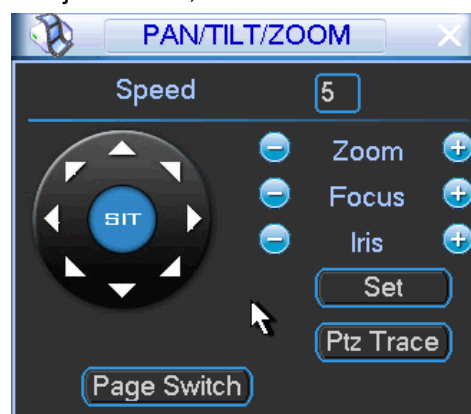 PAN/TILT/ZOOM
Speed 5
Zoom
Focus
SIT
Iris
Set
Ptz Trace
Page Switch